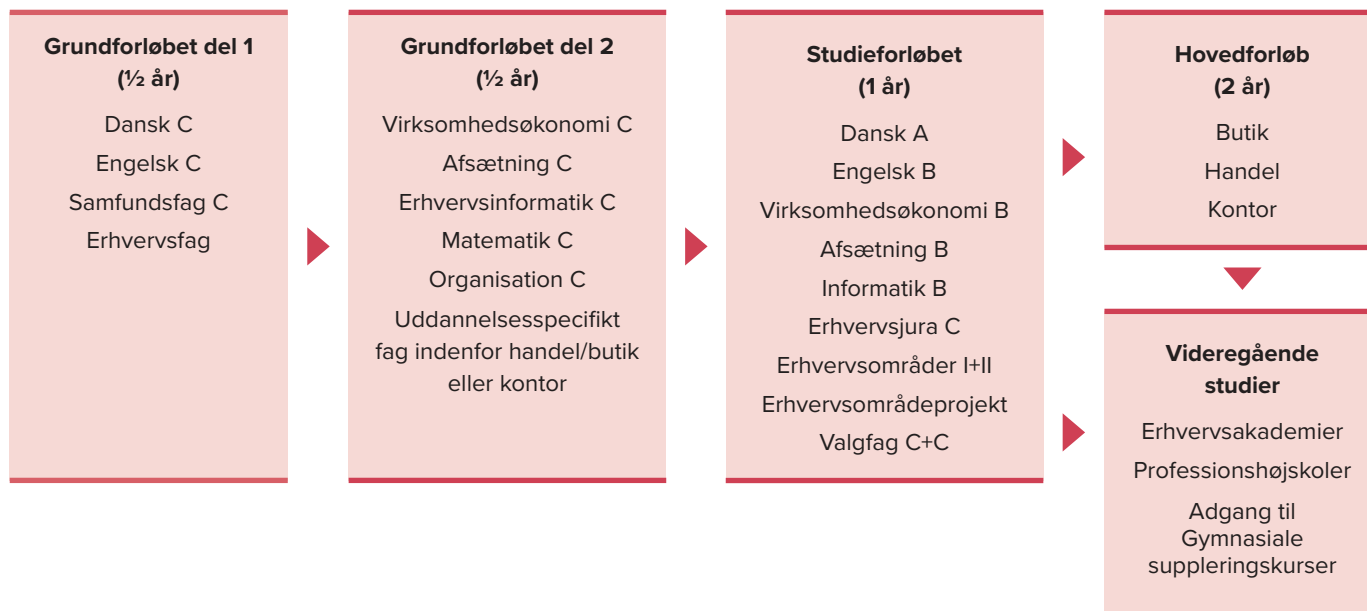 Grundforløbet del 1
(½ år)
Dansk C
Engelsk C
Samfundsfag C
Erhvervsfag
Grundforløbet del 2
(½ år)
Virksomhedsøkonomi C
Afsætning C
Erhvervsinformatik C
Matematik C
Organisation C
Uddannelsesspecifikt
fag indenfor handel/butik
eller kontor
Studieforløbet
(1 år)
Dansk A
Engelsk B
Virksomhedsøkonomi B
Afsætning B
Informatik B
Erhvervsjura C
Erhvervsområder I+II
Erhvervsområdeprojekt
Valgfag C+C
Hovedforløb
(2 år)
Butik
Handel
Kontor
Videregående
studier
Erhvervsakademier
Professionshøjskoler
Adgang til
Gymnasiale
suppleringskurser